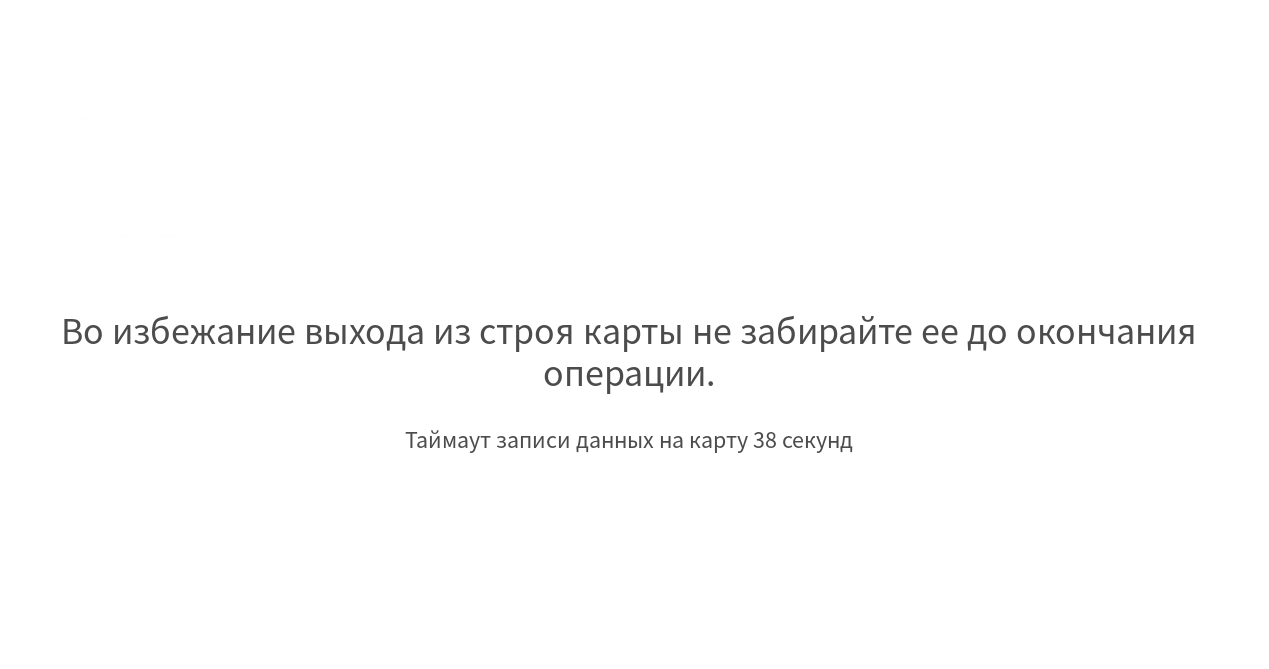 Во избежание выхода из строя карты не забирайте ее до окончания
операции.
Таймаут записи данных на карту 38 секунд